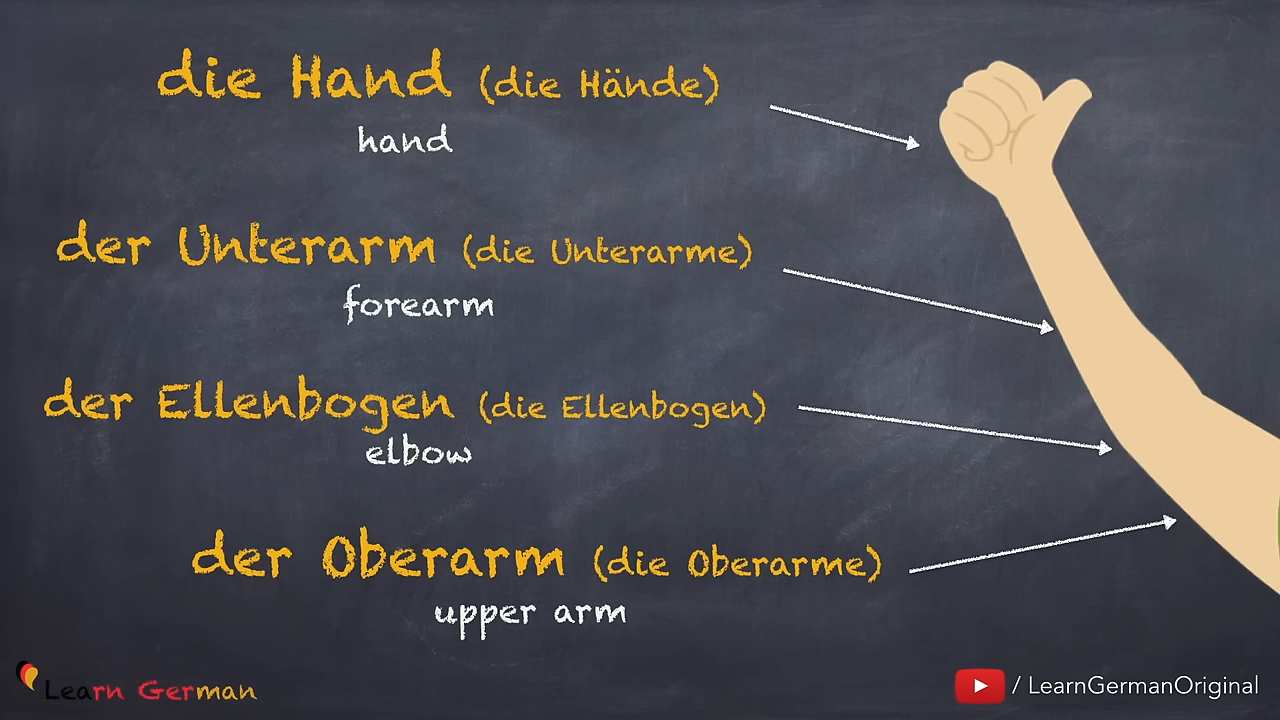 die Hand (die Hände)
hand
der Unterarm (die Unterarme)
forearm
der Ellenbogen (die Ellenbogen)
elbow
der Oberarm (die Oberarme)
upper arm
Learn German
/ LearnGermanOriginal